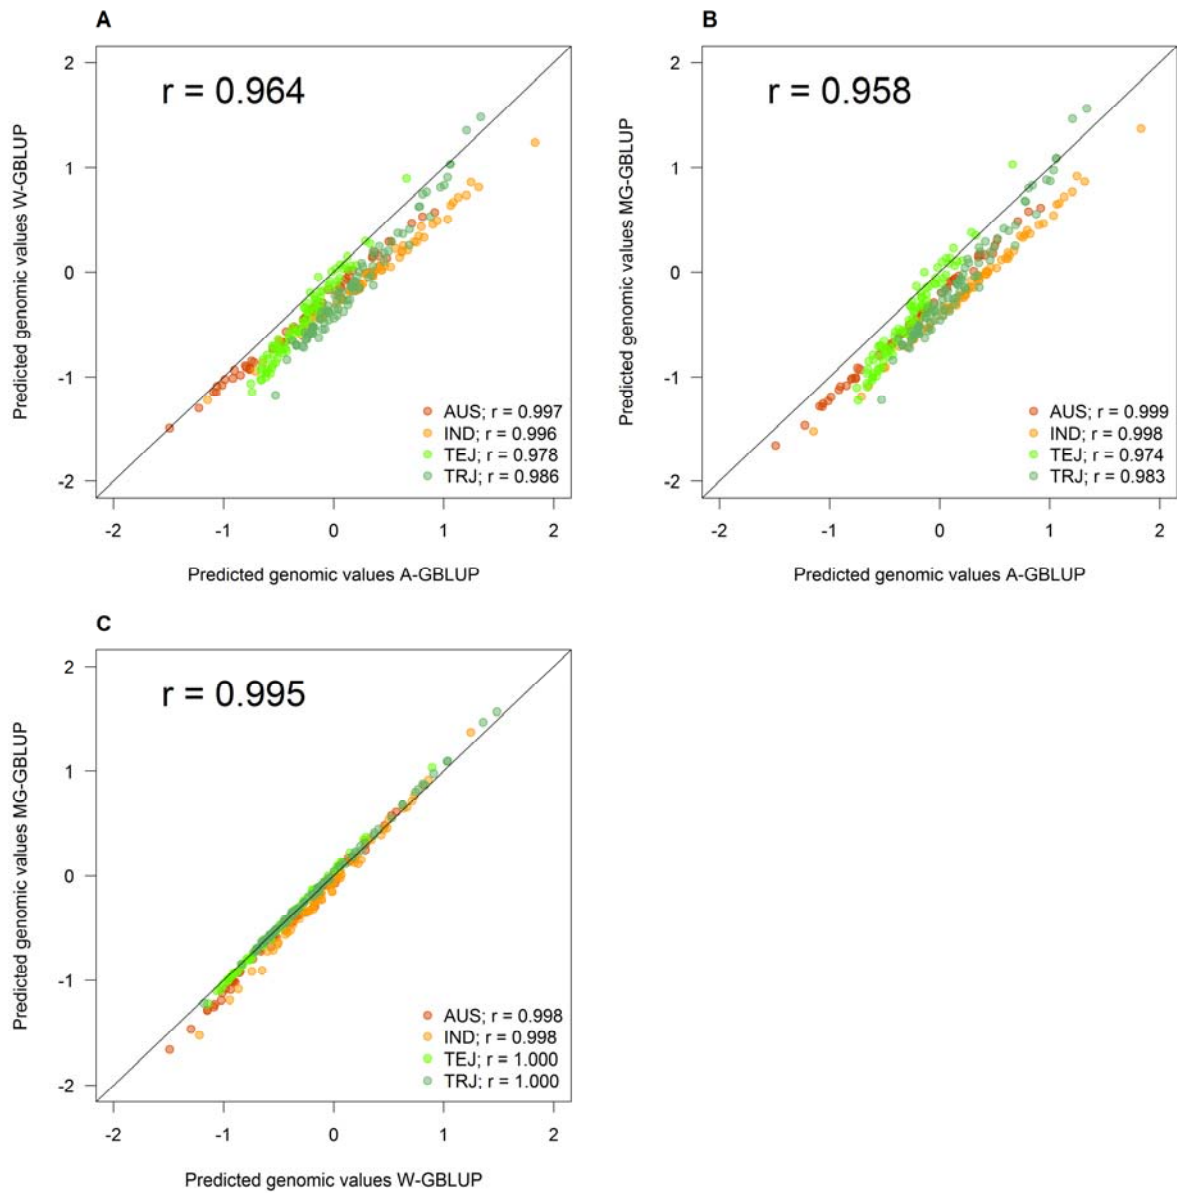 A
r = 0.964
Predicted genomic values W-GBLUP
2
1
0
-1
-2
AUS; r = 0.997
IND; r = 0.996
TEJ; r = 0.978
TRJ; r = 0.986
-2 -1 0 1 2
Predicted genomic values A-GBLUP
B
r = 0.958
Predicted genomic values MG-GBLUP
2
1
0
-1
-2
AUS; r = 0.999
IND; r = 0.998
TEJ; r = 0.974
TRJ; r = 0.983
-2 -1 0 1 2
Predicted genomic values A-GBLUP
C
r = 0.995
Predicted genomic values MG-GBLUP
2
1
0
-1
-2
AUS; r = 0.998
IND; r = 0.998
TEJ; r = 1.000
TRJ; r = 1.000
-2 -1 0 1 2
Predicted genomic values W-GBLUP